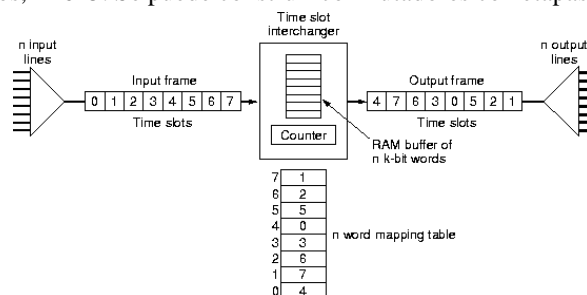 Time slot
interchanger
n input
lines
n output
lines
Input frame
Output frame
0 1 2 3 4 5 6 7
4 7 6 3 0 5 2 1
Time slots
Time slots
Counter
RAM buffer of
n k-bit words
7 1
6 2
5 5
4 0
3 3
2 6
1 7
0 4
n word mapping table